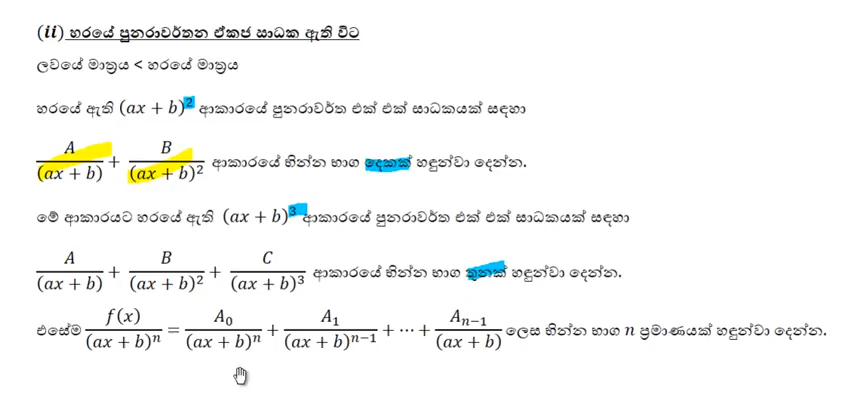 (ii) හරයේ පුනරාවර්තන ඒකජ සාධක ඇති විට
ලවයේ මාත්‍රය < හරයේ මාත්‍රය
හරයේ ඇති (ax + b)² ආකාරයේ පුනරාවර්ත එක් එක් සාධකයක් සඳහා
A/(ax + b) + B/(ax + b)² ආකාරයේ භින්න භාග දෙකක් හඳුන්වා දෙන්න.
මේ ආකාරයට හරයේ ඇති (ax + b)³ ආකාරයේ පුනරාවර්ත එක් එක් සාධකයක් සඳහා
A/(ax + b) + B/(ax + b)² + C/(ax + b)³ ආකාරයේ භින්න භාග තුනක් හඳුන්වා දෙන්න.
එසේම f(x)/(ax + b)ⁿ = A₀/(ax + b)ⁿ + A₁/(ax + b)ⁿ⁻¹ + ⋯ + Aₙ₋₁/(ax + b) ලෙස භින්න භාග n ප්‍රමාණයක් හඳුන්වා දෙන්න.